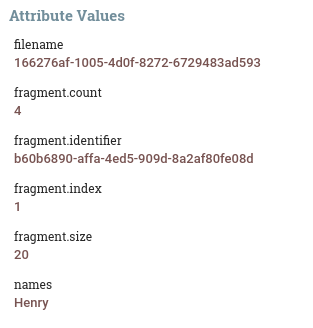 Attribute Values
filename
166276af-1005-4d0f-8272-6729483ad593
fragment.count
4
fragment.identifier
b60b6890-affa-4ed5-909d-8a2af80fe08d
fragment.index
1
fragment.size
20
names
Henry